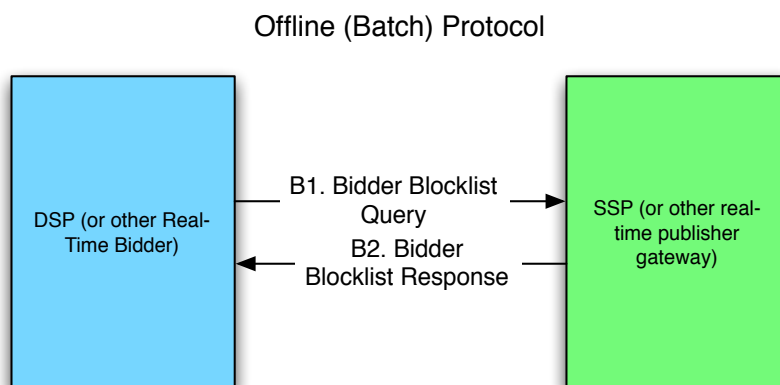 Offline (Batch) Protocol
B1. Bidder Blocklist
Query
DSP (or other Real-
Time Bidder)
SSP (or other real-
time publisher
gateway)
B2. Bidder
Blocklist Response